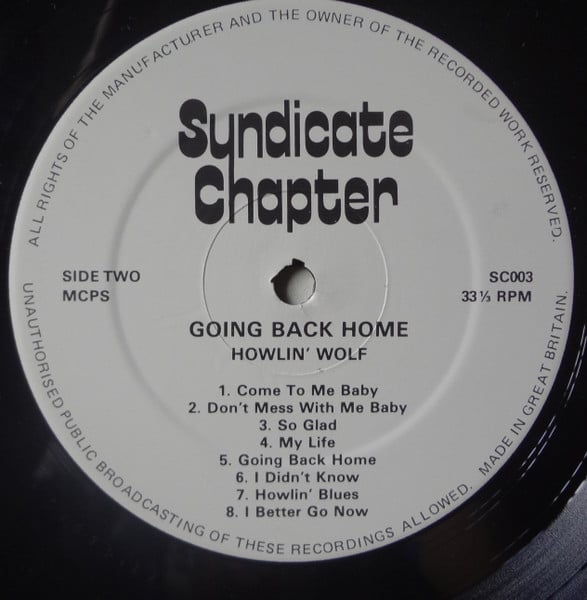 ALL RIGHTS OF THE MANUFACTURER AND THE OWNER OF THE RECORDED WORK RESERVED.
Syndicate
Chapter
SIDE TWO
MCPS
SC003
33⅓ RPM
GOING BACK HOME
HOWLIN' WOLF
1. Come To Me Baby
2. Don't Mess With Me Baby
3. So Glad
4. My Life
5. Going Back Home
6. I Didn't Know
7. Howlin' Blues
8. I Better Go Now
UNAUTHORISED PUBLIC BROADCASTING OF THESE RECORDINGS ALLOWED. MADE IN GREAT BRITAIN.